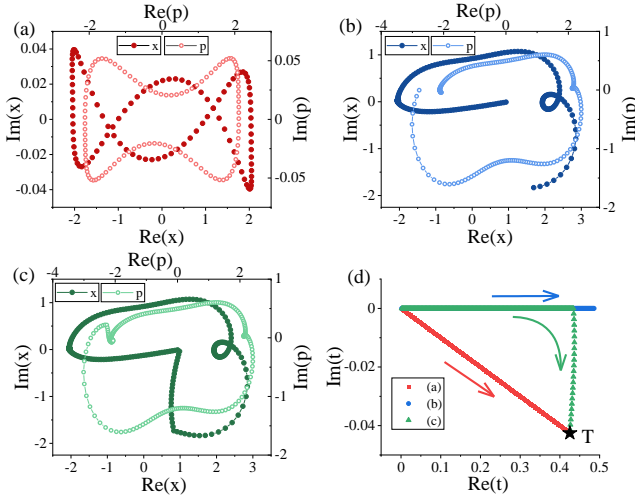 (a)
Re(p)
-2 0 2
x p
0.04
0.02
0
-0.02
-0.04
Im(x)
0.05
0
-0.05
Im(p)
-2 -1 0 1 2
Re(x)
(b)
Re(p)
-4 -2 0 2
x p
1
0
-1
-2
Im(x)
1
0
-1
-2
Im(p)
-2 -1 0 1 2 3
Re(x)
(c)
Re(p)
-4 -2 0 2
x p
1
0
-1
-2
Im(x)
1
0
-1
-2
Im(p)
-2 -1 0 1 2 3
Re(x)
(d)
0
-0.02
-0.04
Im(t)
(a)
(b)
(c)
T
0 0.1 0.2 0.3 0.4 0.5
Re(t)